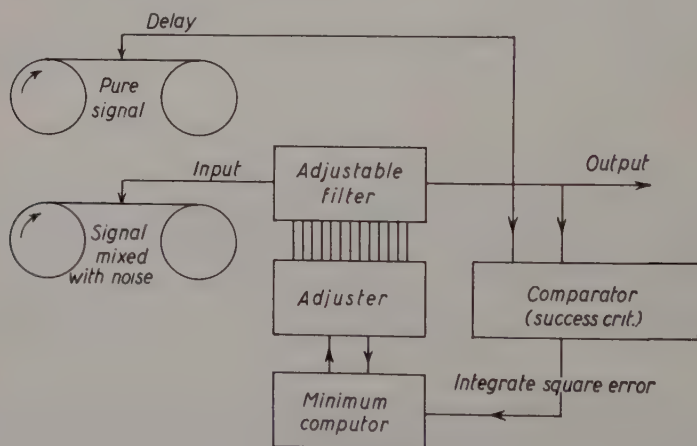 Delay
Pure
signal
Input
Adjustable
filter
Output
Signal
mixed
with noise
Adjuster
Comparator
(success crit.)
Integrate square error
Minimum
computor